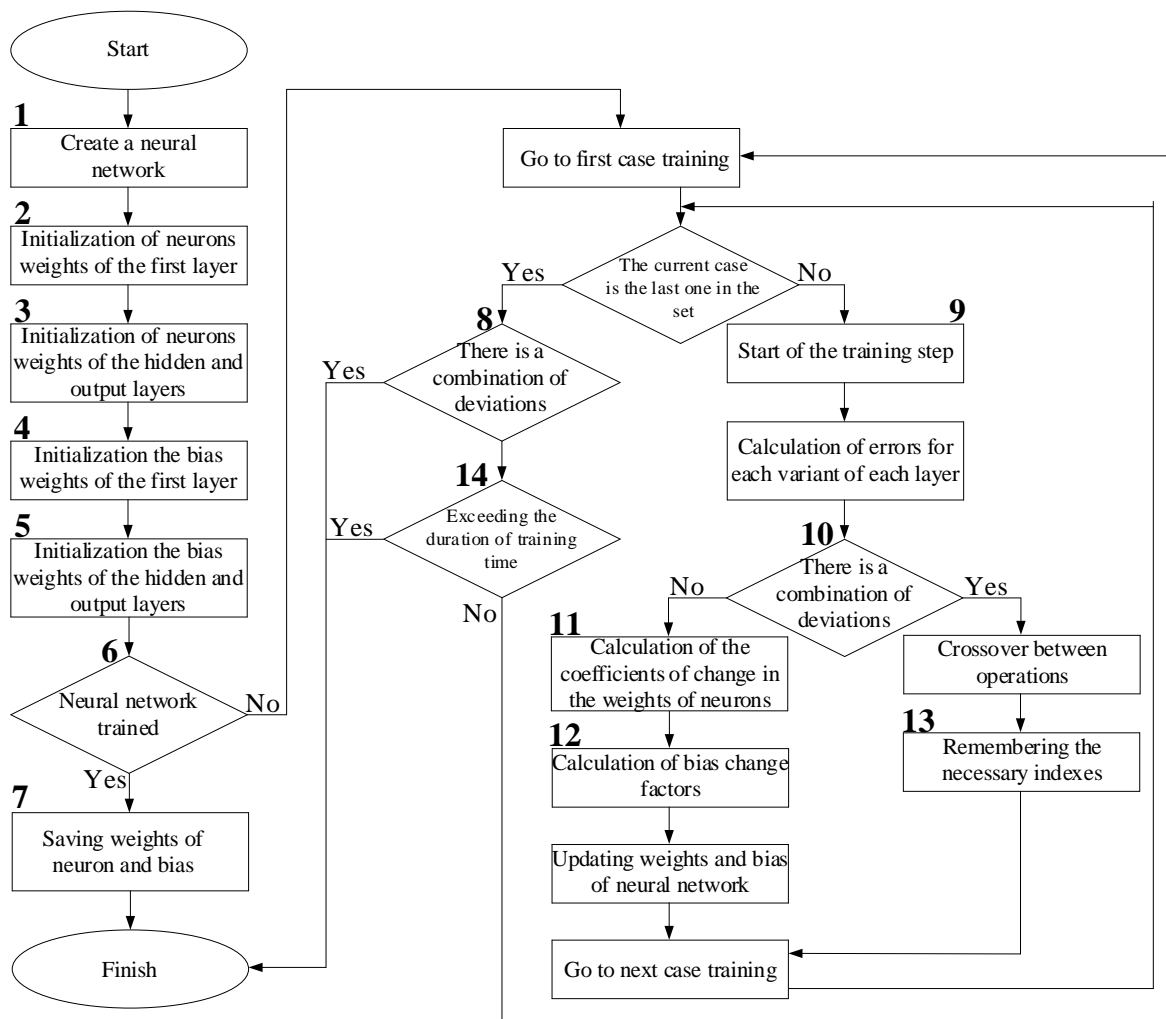 Start
1
Create a neural
network
2
Initialization of neurons
weights of the first layer
3
Initialization of neurons
weights of the hidden and
output layers
4
Initialization the bias
weights of the first layer
5
Initialization the bias
weights of the hidden and
output layers
6
Neural network
trained
No
Yes
7
Saving weights of
neuron and bias
Finish
Go to first case training
The current case
is the last one in the
set
Yes
No
8
There is a
combination of
deviations
Yes
14
Exceeding the
duration of training
time
Yes
No
9
Start of the training step
Calculation of errors for
each variant of each layer
10
There is a
combination of
deviations
No
Yes
11
Calculation of the
coefficients of change in
the weights of neurons
12
Calculation of bias change
factors
Updating weights and bias
of neural network
Go to next case training
Crossover between
operations
13
Remembering the
necessary indexes